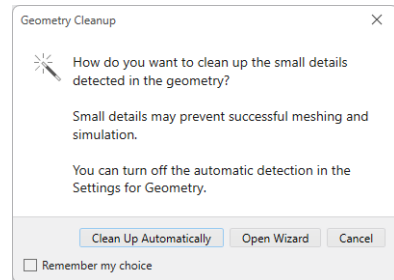 Geometry Cleanup
How do you want to clean up the small details
detected in the geometry?
Small details may prevent successful meshing and
simulation.
You can turn off the automatic detection in the
Settings for Geometry.
Clean Up Automatically
Open Wizard
Cancel
Remember my choice